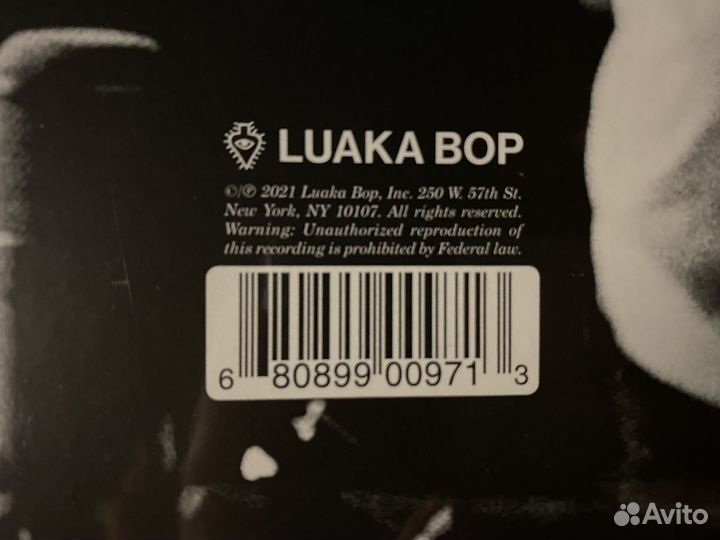 LUAKA BOP
©/℗ 2021 Luaka Bop, Inc. 250 W. 57th St.
New York, NY 10107. All rights reserved.
Warning: Unauthorized reproduction of
this recording is prohibited by Federal law.
6 80899 00971 3
Avito